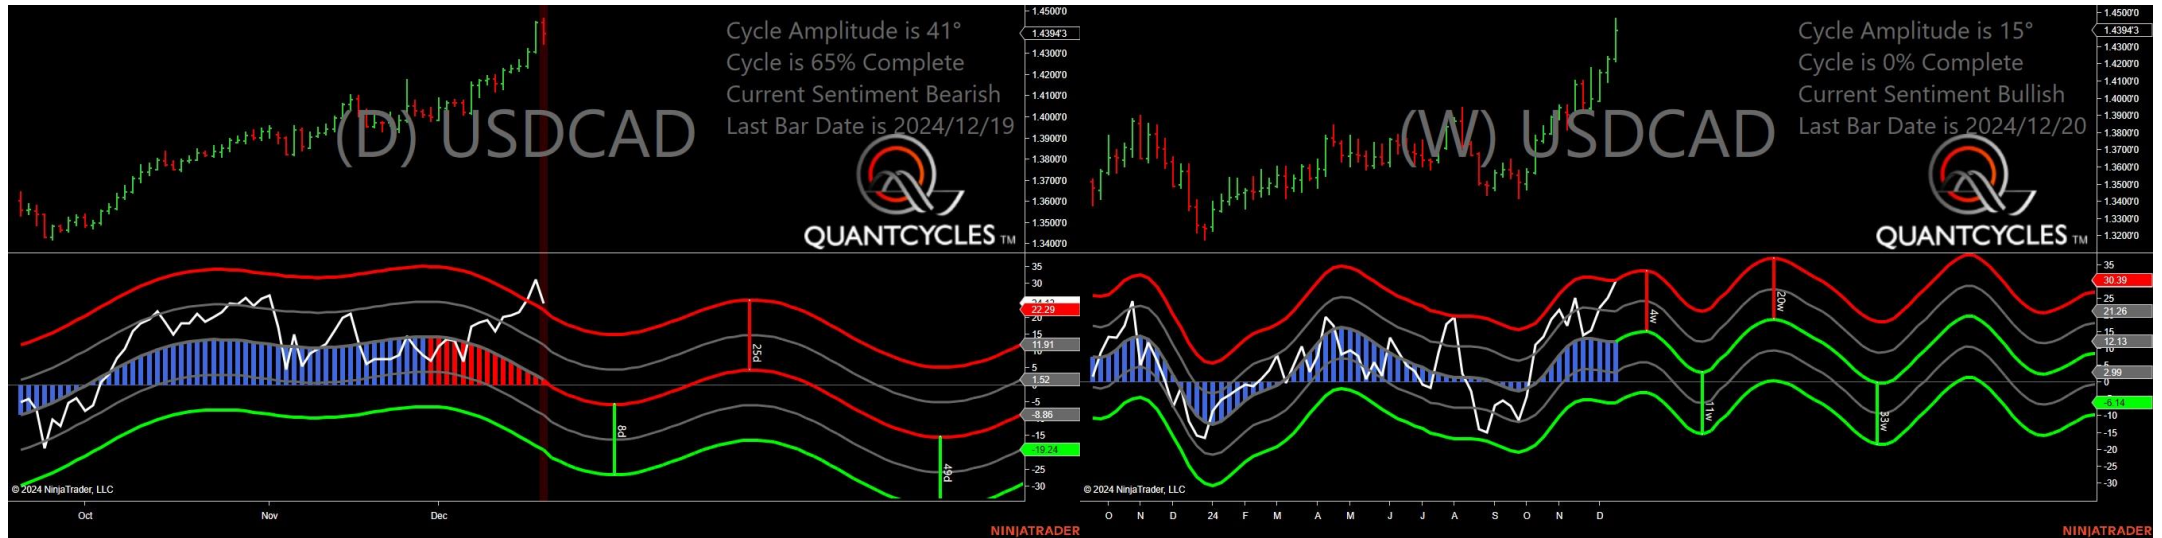 Cycle Amplitude is 41°
Cycle is 65% Complete
Current Sentiment Bearish
Last Bar Date is 2024/12/19
(D) USDCAD
QUANTCYCLES TM
1.4500'0
1.4394'3
1.4300'0
1.4200'0
1.4100'0
1.4000'0
1.3900'0
1.3800'0
1.3700'0
1.3600'0
1.3500'0
1.3400'0
35
30
22.29
20
15
11.91
5
1.52
-5
-8.86
-15
-19.24
-25
-30
8d
25d
49d
© 2024 NinjaTrader, LLC
Oct
Nov
Dec
NINJATRADER
Cycle Amplitude is 15°
Cycle is 0% Complete
Current Sentiment Bullish
Last Bar Date is 2024/12/20
(W) USDCAD
QUANTCYCLES TM
1.4500'0
1.4394'3
1.4300'0
1.4200'0
1.4100'0
1.4000'0
1.3900'0
1.3800'0
1.3700'0
1.3600'0
1.3500'0
1.3400'0
1.3300'0
1.3200'0
35
30.39
25
21.26
15
12.13
2.99
0
-6.14
-10
-15
-20
-25
-30
4w
11w
20w
33w
© 2024 NinjaTrader, LLC
O N D 24 F M A M J J A S O N D
NINJATRADER